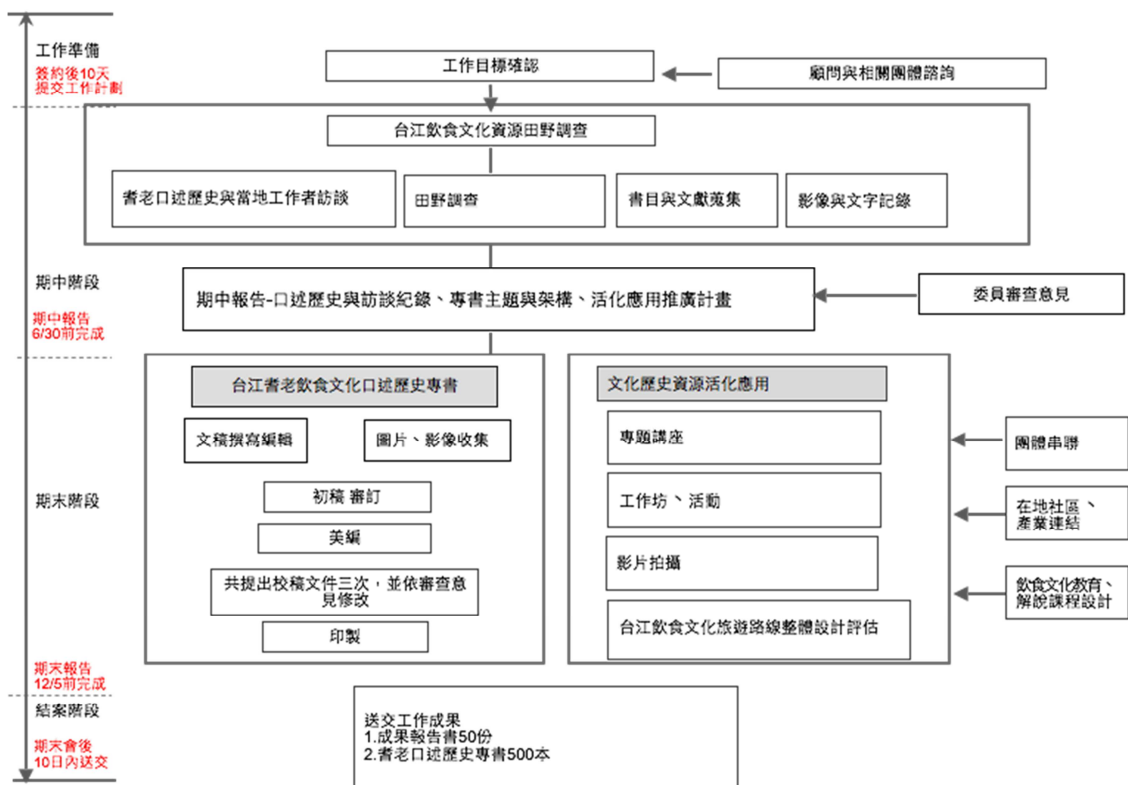 工作準備
簽約後10天
提交工作計劃
工作目標確認
顧問與相關團體諮詢
台江飲食文化資源田野調查
耆老口述歷史與當地工作者訪談
田野調查
書目與文獻蒐集
影像與文字記錄
期中階段
期中報告
6/30前完成
期中報告-口述歷史與訪談紀錄、專書主題與架構、活化應用推廣計畫
委員審查意見
台江耆老飲食文化口述歷史專書
文稿撰寫編輯
圖片、影像收集
初稿 審訂
美編
共提出校稿文件三次，並依審查意
見修改
印製
文化歷史資源活化應用
專題講座
工作坊、活動
影片拍攝
台江飲食文化旅遊路線整體設計評估
團體串聯
在地社區、
產業連結
飲食文化教育、
解說課程設計
期末階段
期末報告
12/5前完成
結案階段
期末會後
10日內送交
送交工作成果
1.成果報告書50份
2.耆老口述歷史專書500本